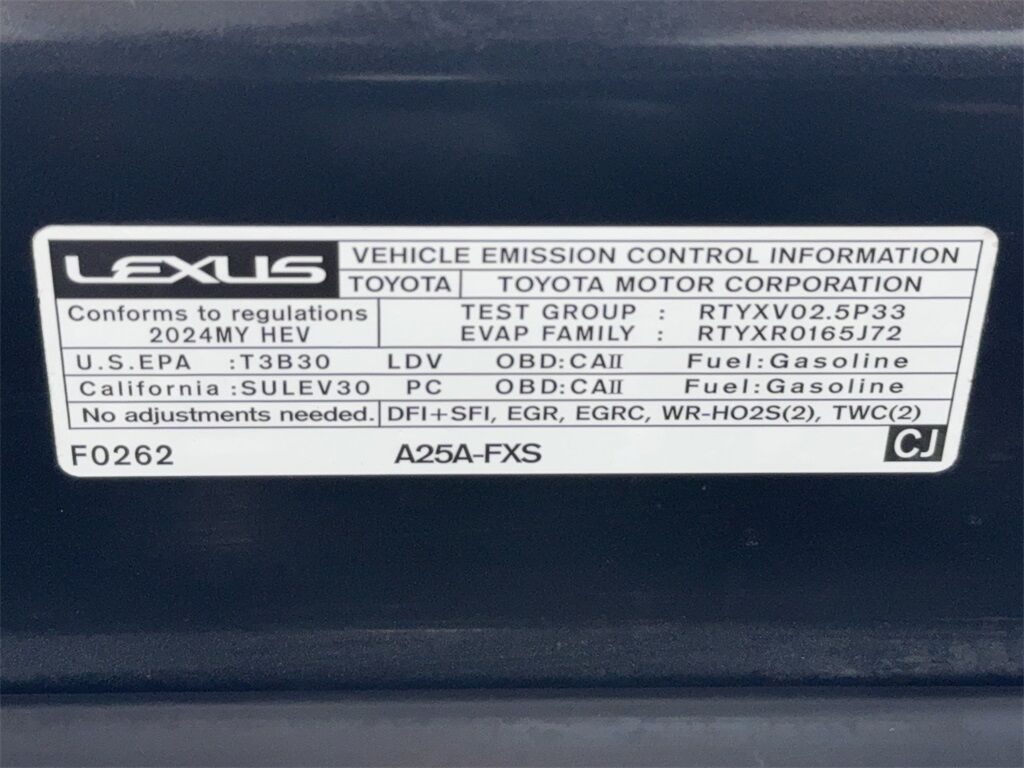 LEXUS VEHICLE EMISSION CONTROL INFORMATION
TOYOTA TOYOTA MOTOR CORPORATION
Conforms to regulations TEST GROUP : RTYXV02.5P33
2024MY HEV EVAP FAMILY : RTYXR0165J72
U.S.EPA :T3B30 LDV OBD:CAII Fuel:Gasoline
California:SULEV30 PC OBD:CAII Fuel:Gasoline
No adjustments needed. DFI+SFI, EGR, EGRC, WR-HO2S(2), TWC(2)
F0262 A25A-FXS CJ